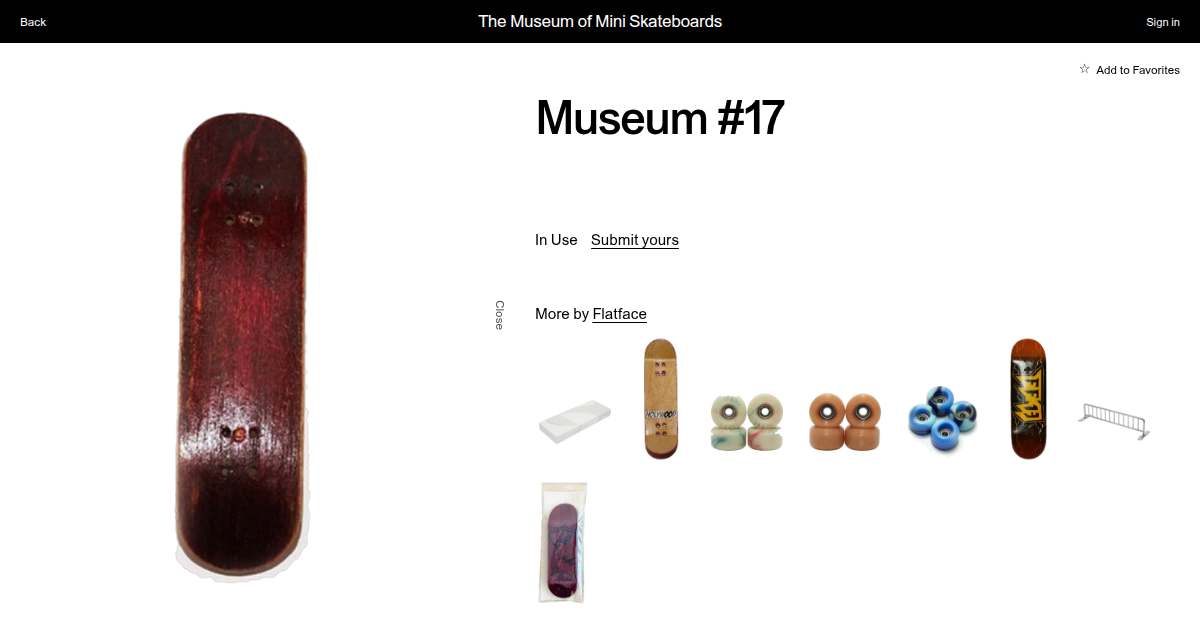 Back
The Museum of Mini Skateboards
Sign in
☆ Add to Favorites
Museum #17
In Use Submit yours
Close
More by Flatface
HOLYWOOD